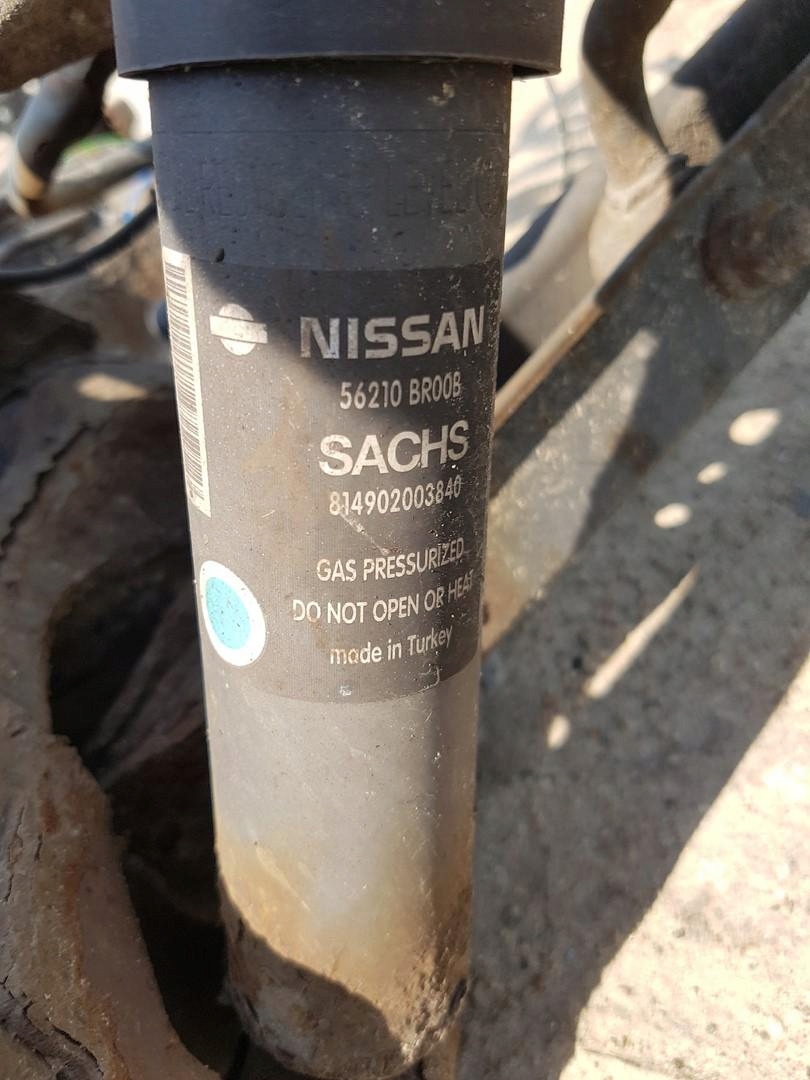 NISSAN
56210 BR00B
SACHS
814902003840
GAS PRESSURIZED
DO NOT OPEN OR HEAT
made in Turkey